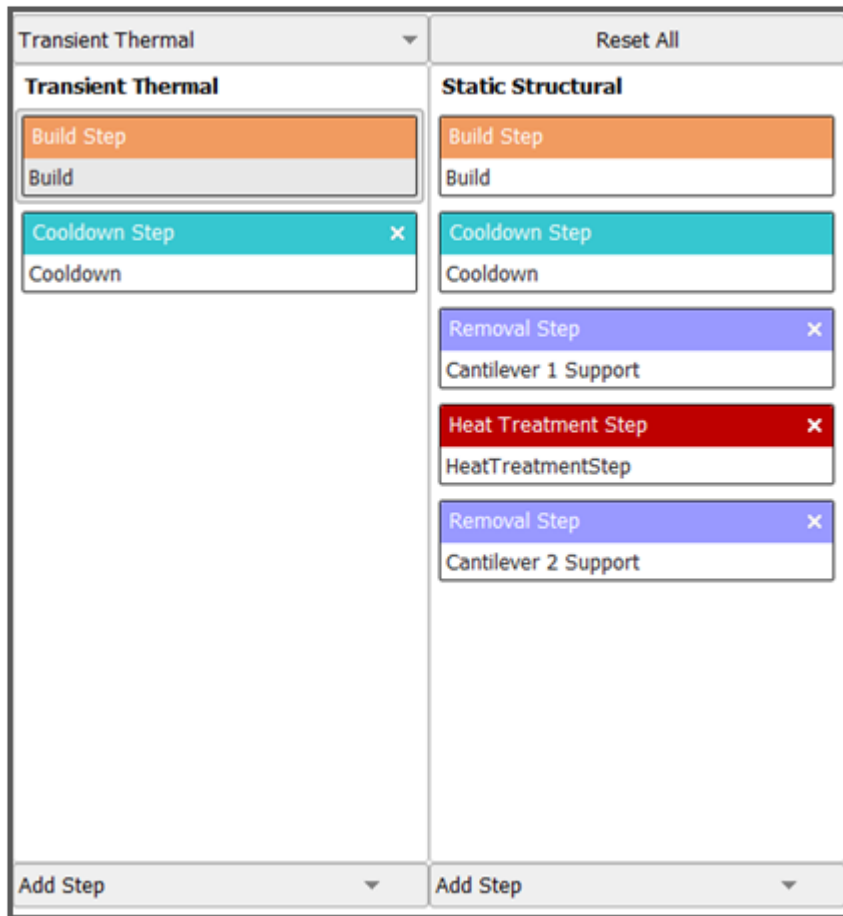 Transient Thermal
Reset All
Transient Thermal
Build Step
Build
Cooldown Step ×
Cooldown
Static Structural
Build Step
Build
Cooldown Step
Cooldown
Removal Step ×
Cantilever 1 Support
Heat Treatment Step ×
HeatTreatmentStep
Removal Step ×
Cantilever 2 Support
Add Step
Add Step